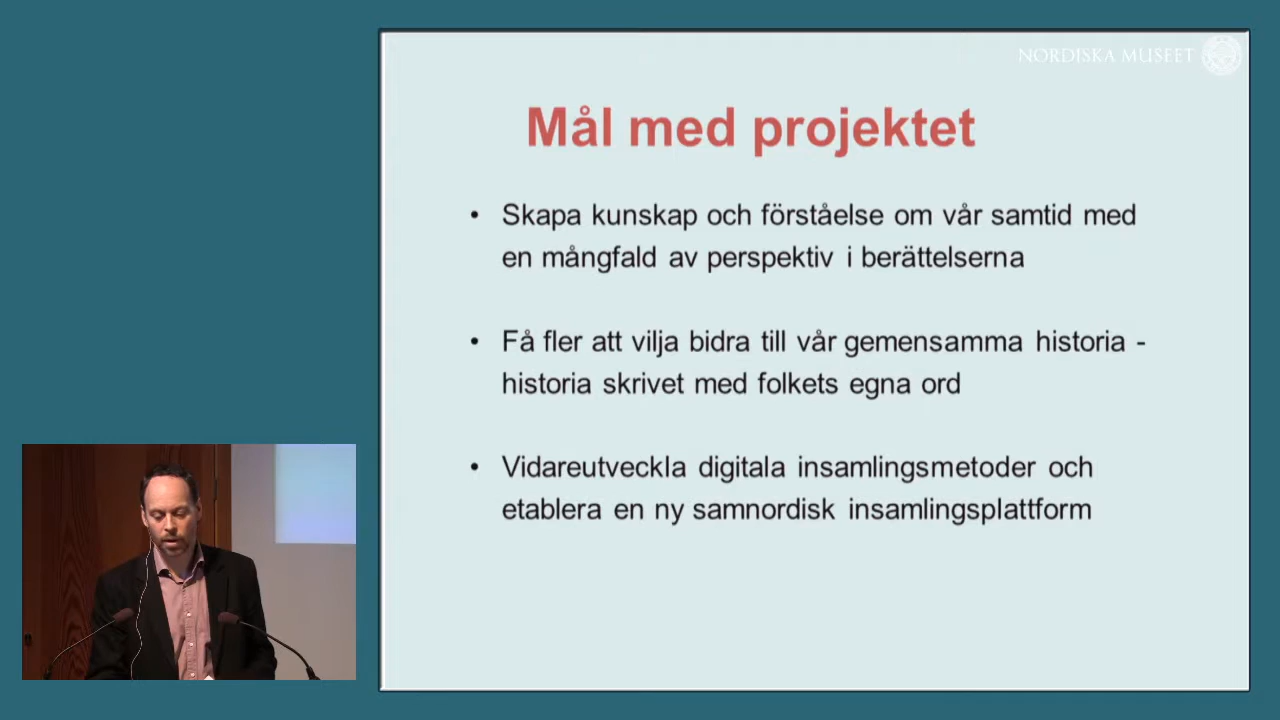 NORDISKA MUSEET
Mål med projektet
• Skapa kunskap och förståelse om vår samtid med
en mångfald av perspektiv i berättelserna
• Få fler att vilja bidra till vår gemensamma historia -
historia skrivet med folkets egna ord
• Vidareutveckla digitala insamlingsmetoder och
etablera en ny samnordisk insamlingsplattform